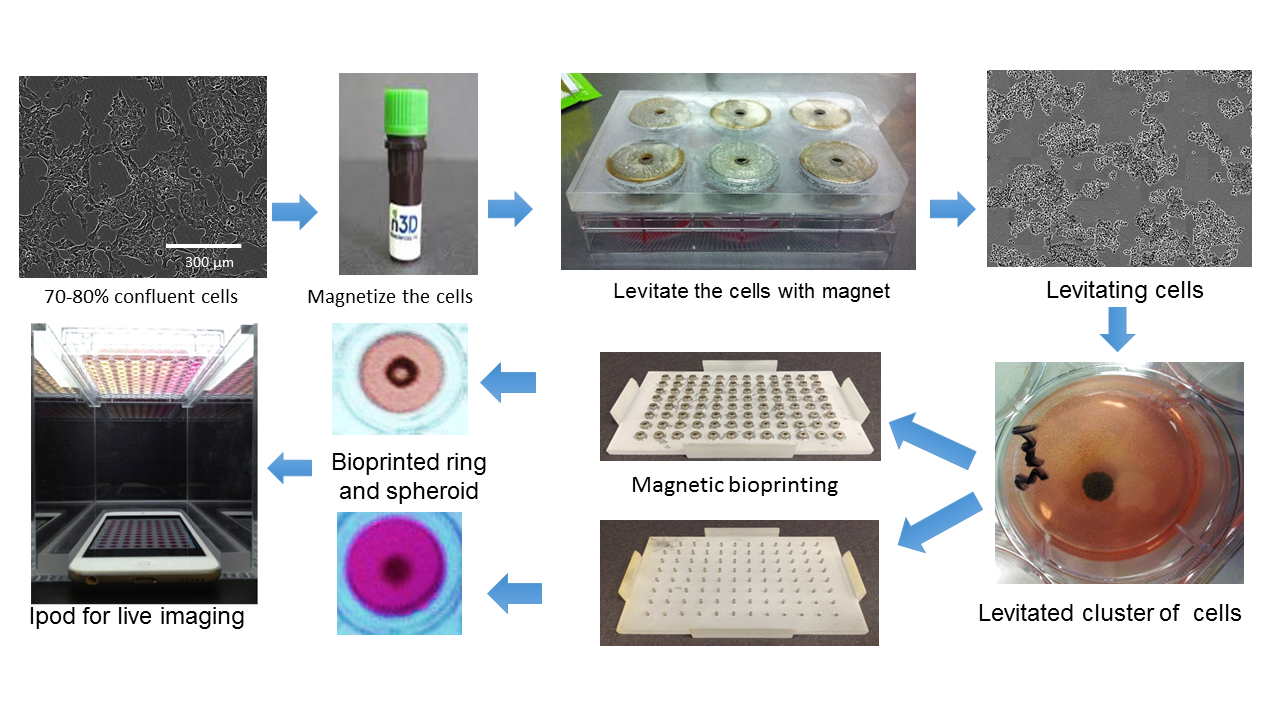 300 µm
n3D
70-80% confluent cells
Magnetize the cells
Levitate the cells with magnet
Levitating cells
Bioprinted ring
and spheroid
Magnetic bioprinting
Ipod for live imaging
Levitated cluster of  cells